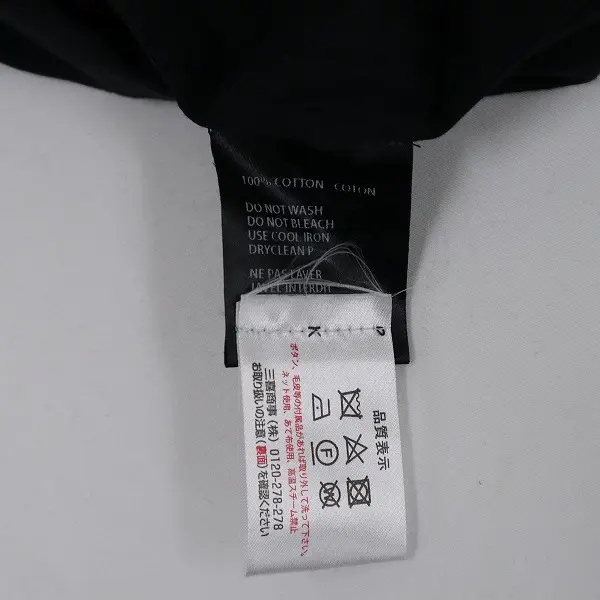 100% COTTON COTON
DO NOT WASH
DO NOT BLEACH
USE COOL IRON
DRYCLEAN P
NE PAS LAVER
K
P
品質表示
F
W
ボタン、毛皮等の付属品があれば取り外して洗って下さい。
ネット使用、あて布使用、高温スチーム禁止
三喜商事(株) 0120-278-278
お取り扱いの注意(裏面)を確認ください